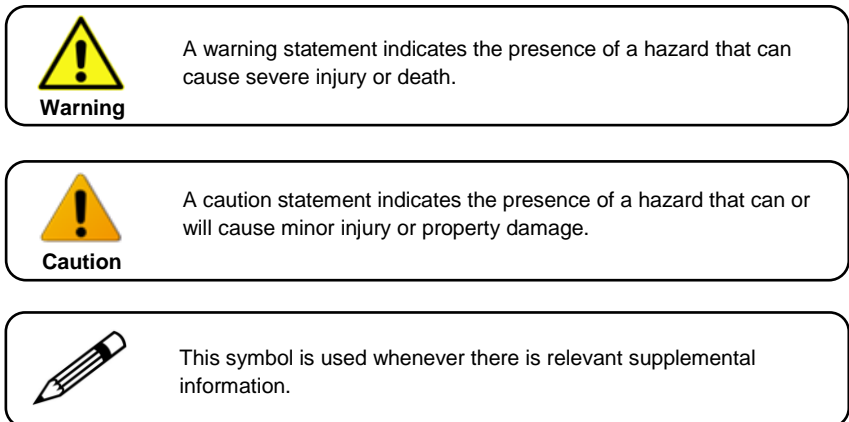 A warning statement indicates the presence of a hazard that can
cause severe injury or death.
Warning
A caution statement indicates the presence of a hazard that can or
will cause minor injury or property damage.
Caution
This symbol is used whenever there is relevant supplemental
information.